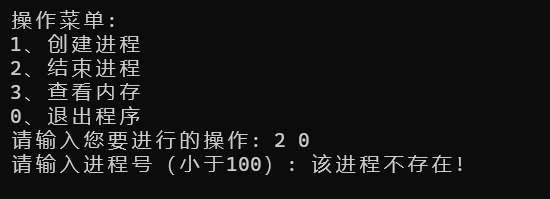 操作菜单:
1、创建进程
2、结束进程
3、查看内存
0、退出程序
请输入您要进行的操作: 2 0
请输入进程号（小于100）: 该进程不存在!